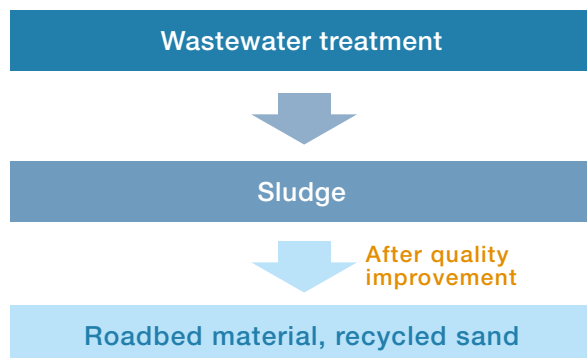 Wastewater treatment
Sludge
After quality
improvement
Roadbed material, recycled sand